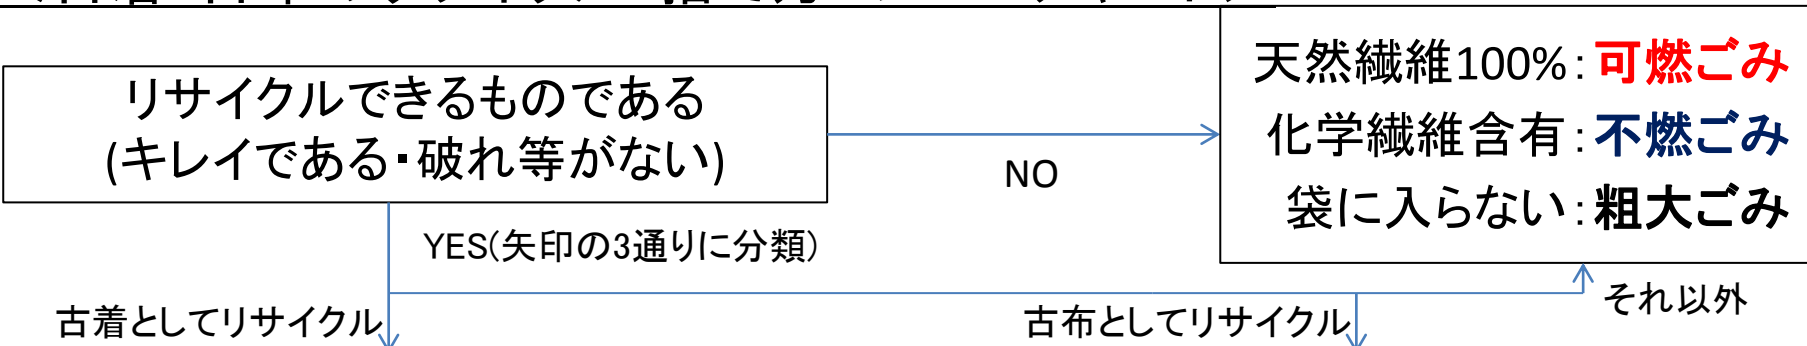 リサイクルできるものである
(キレイである・破れ等がない)
NO
天然繊維100%：可燃ごみ
化学繊維含有：不燃ごみ
袋に入らない：粗大ごみ
YES(矢印の3通りに分類)
古着としてリサイクル
古布としてリサイクル
それ以外